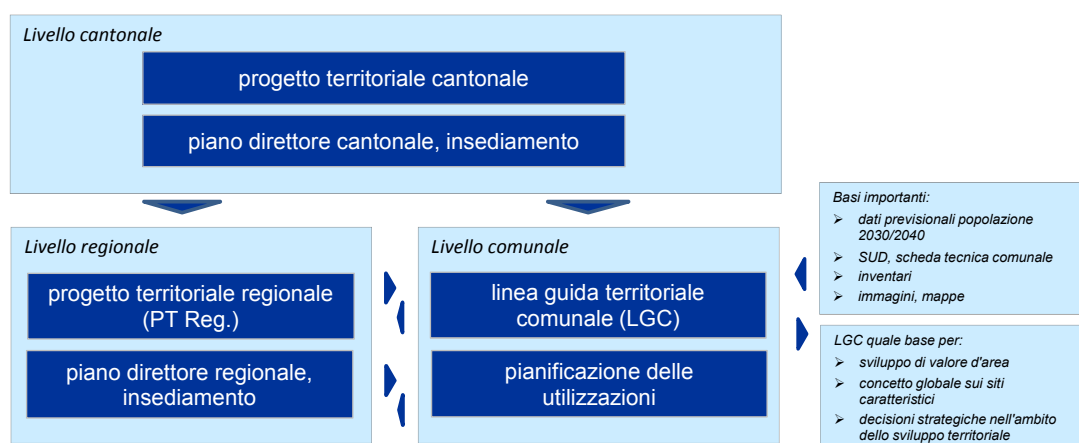 Livello cantonale
progetto territoriale cantonale
piano direttore cantonale, insediamento
Livello regionale
progetto territoriale regionale
(PT Reg.)
piano direttore regionale,
insediamento
Livello comunale
linea guida territoriale
comunale (LGC)
pianificazione delle
utilizzazioni
Basi importanti:
➢ dati previsionali popolazione
2030/2040
➢ SUD, scheda tecnica comunale
➢ inventari
➢ immagini, mappe
LGC quale base per:
➢ sviluppo di valore d'area
➢ concetto globale sui siti
caratteristici
➢ decisioni strategiche nell'ambito
dello sviluppo territoriale